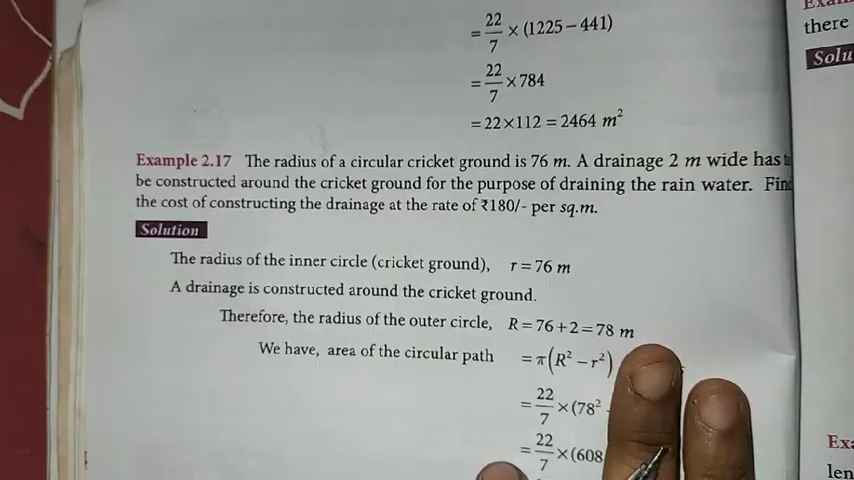 = 22/7 × (1225 − 441)
= 22/7 × 784
= 22 × 112 = 2464 m²
Example 2.17 The radius of a circular cricket ground is 76 m. A drainage 2 m wide has
be constructed around the cricket ground for the purpose of draining the rain water. Find
the cost of constructing the drainage at the rate of ₹180/- per sq.m.
Solution
The radius of the inner circle (cricket ground), r = 76 m
A drainage is constructed around the cricket ground.
Therefore, the radius of the outer circle, R = 76 + 2 = 78 m
We have, area of the circular path = π(R² − r²)
= 22/7 × (78²
= 22/7 × (608
there